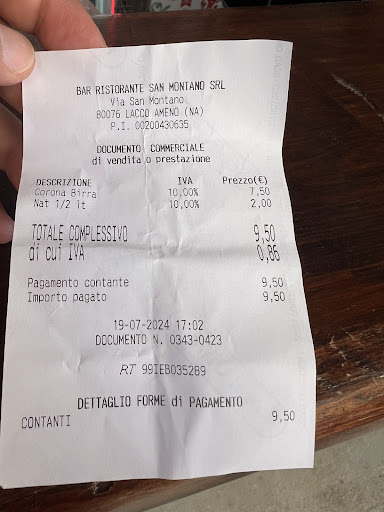 BAR RISTORANTE SAN MONTANO SRL
Via San Montano
80076 LACCO AMENO (NA)
P.I. 00200430635
DOCUMENTO COMMERCIALE
di vendita o prestazione
DESCRIZIONE IVA Prezzo(€)
Corona Birra 10,00% 7,50
Nat 1/2 lt 10,00% 2,00
TOTALE COMPLESSIVO 9,50
di cui IVA 0,86
Pagamento contante 9,50
Importo pagato 9,50
19-07-2024 17:02
DOCUMENTO N. 0343-0423
RT 99IEB035289
DETTAGLIO FORME di PAGAMENTO
CONTANTI 9,50